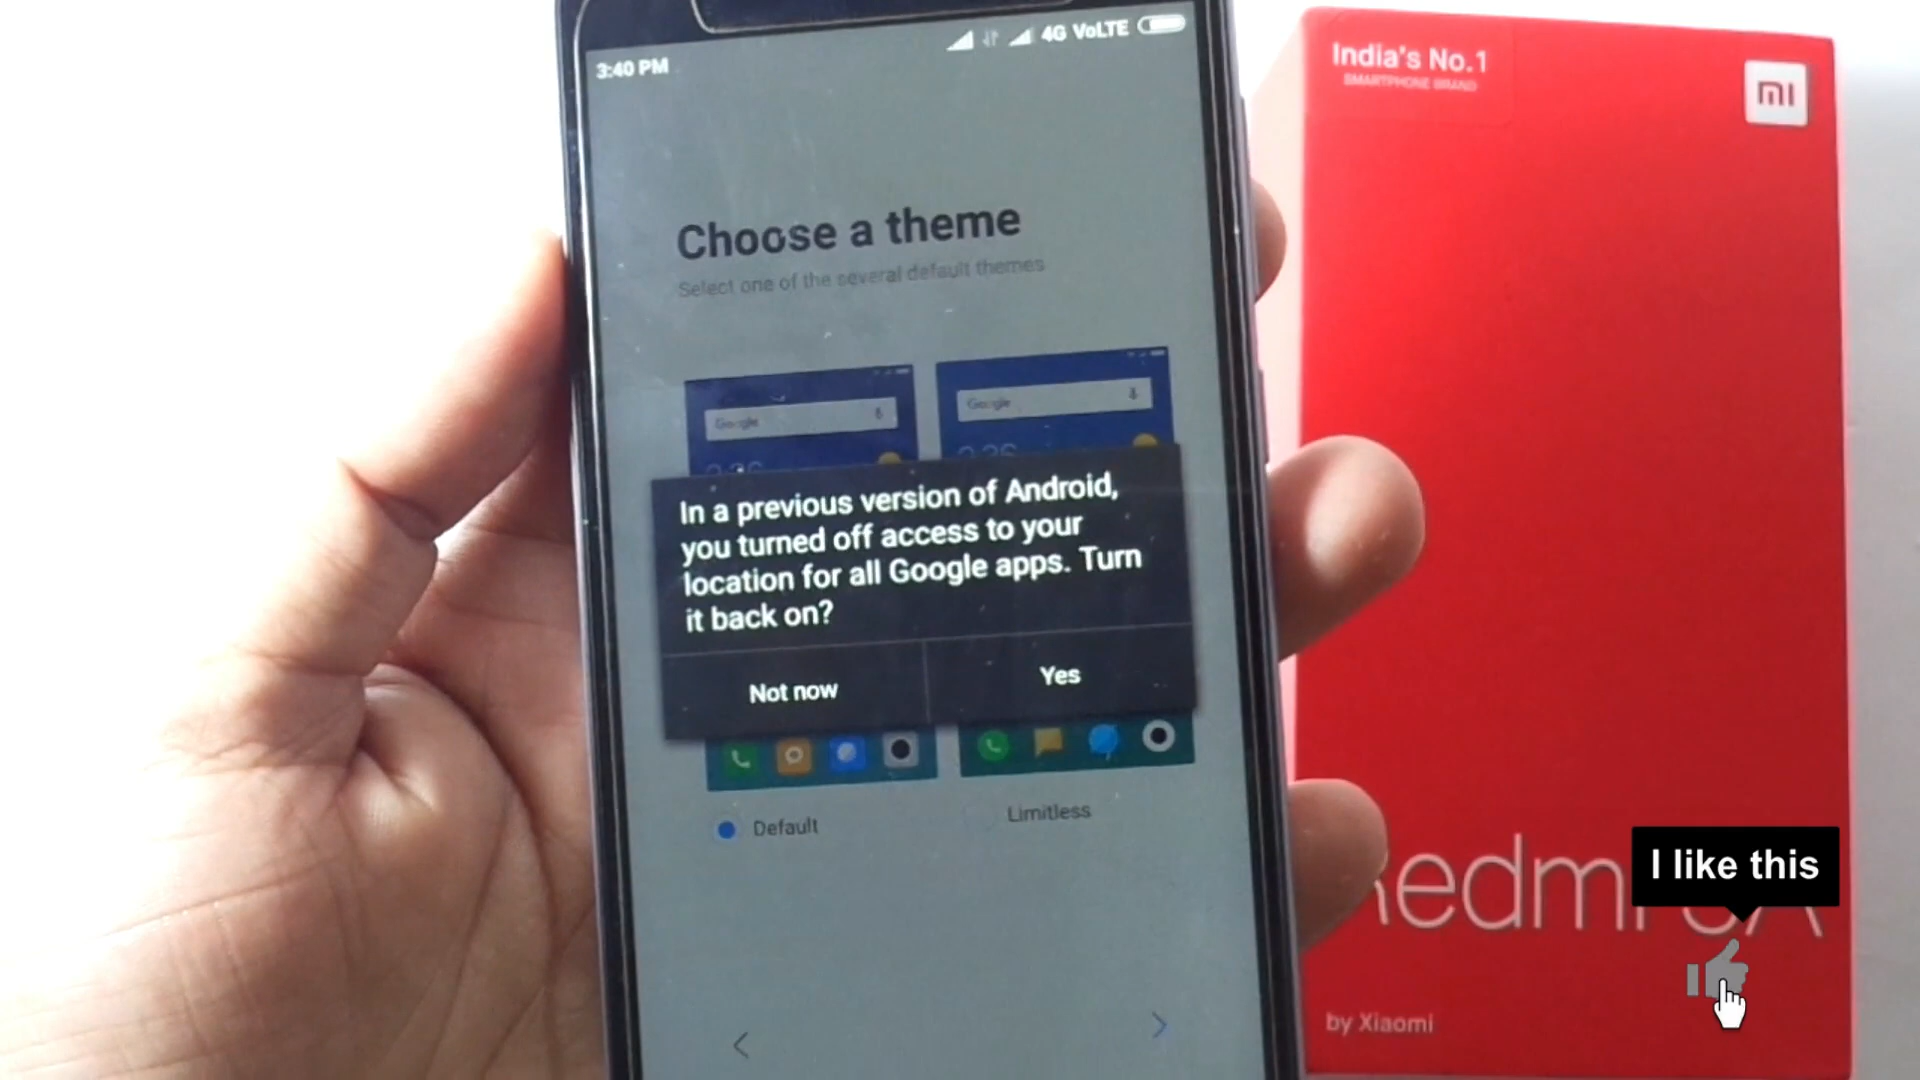 3:40 PM
4G VoLTE
Choose a theme
Select one of the several default themes
Google
Google
In a previous version of Android,
you turned off access to your
location for all Google apps. Turn
it back on?
Not now
Yes
Default
Limitless
India's No.1
SMARTPHONE BRAND
MI
I like this
by Xiaomi